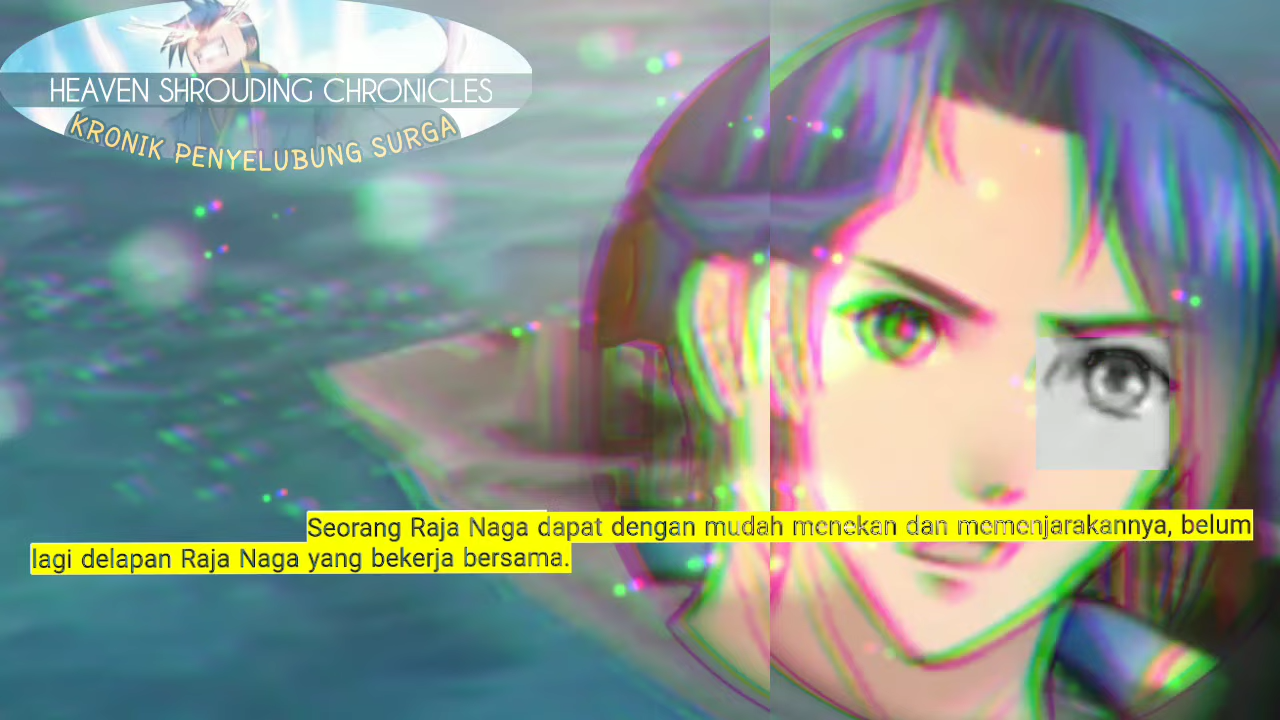 HEAVEN SHROUDING CHRONICLES
KRONIK PENYELUBUNG SURGA
Seorang Raja Naga dapat dengan mudah menekan dan memenjarakannya, belum
lagi delapan Raja Naga yang bekerja bersama.